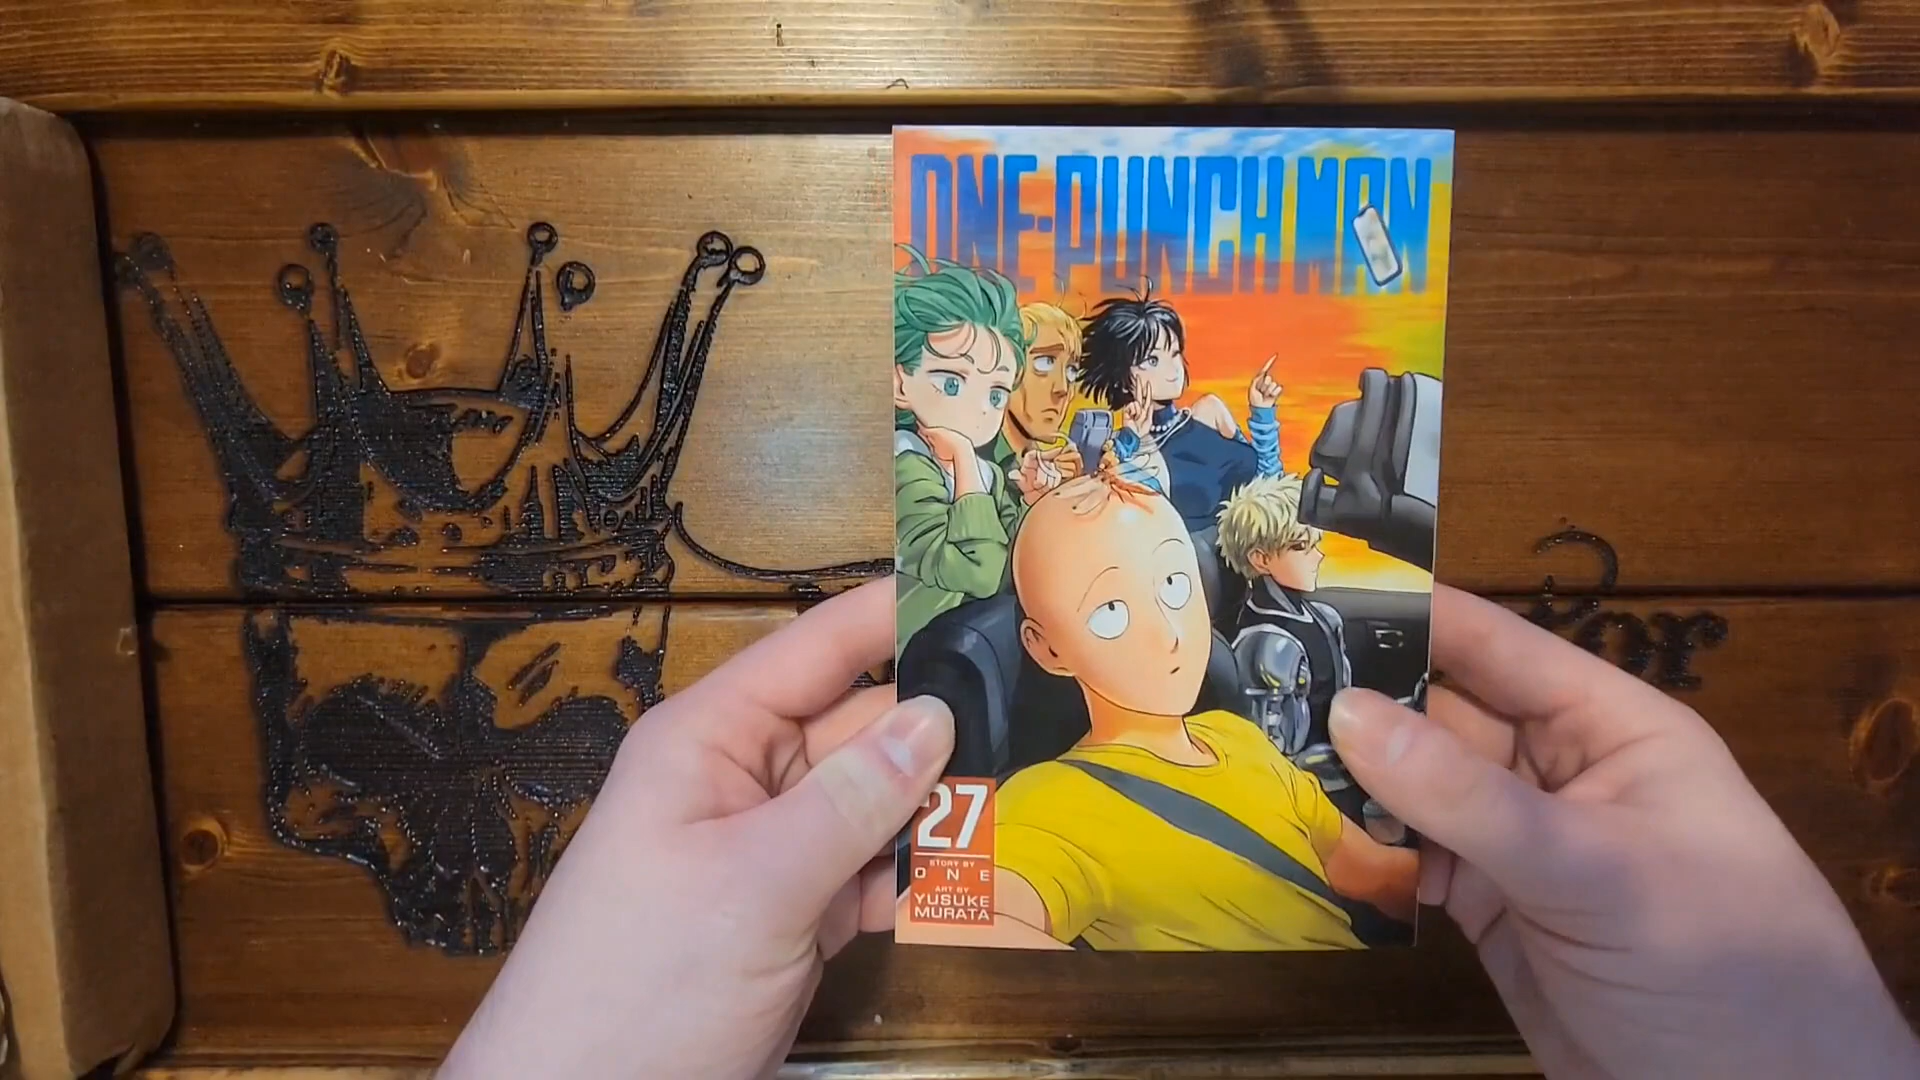 ONE-PUNCH MAN
27
STORY BY
ONE
ART BY
YUSUKE
MURATA